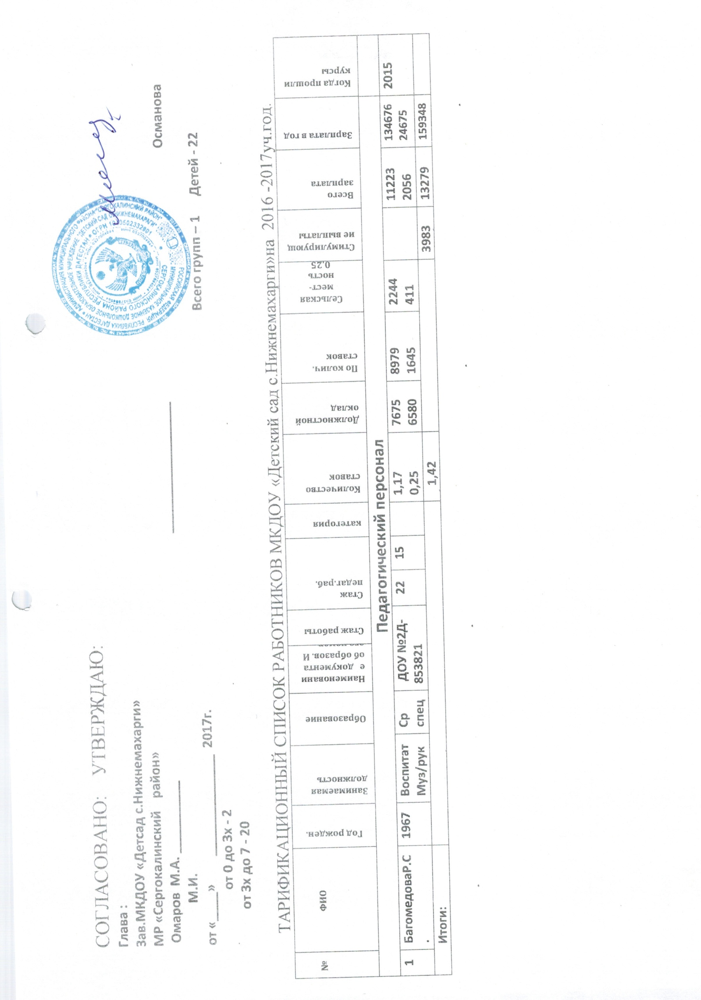 СОГЛАСОВАНО: УТВЕРЖДАЮ:
Глава :
Зав.МКДОУ «Детсад с.Нижнемахарги»
МР «Сергокалинский район»
Омаров М.А. ____________ Османова
М.И.
от «____» ________________ 2017г. Всего групп – 1 Детей - 22
от 0 до 3х - 2
от 3х до 7 - 20
ТАРИФИКАЦИОННЫЙ СПИСОК РАБОТНИКОВ МКДОУ «Детский сад с.Нижнемахарги»на 2016 -2017уч.год.
№
ФИО
Год рожден.
Занимаемая
должность
Образование
Наименовани
е документа
об образов. И
Стаж работы
Стаж
педаг.раб.
категория
Количество
ставок
Должностной
оклад
По колич.
ставок
Сельская
мест-
ность
0.25
Стимулирующ
ие выплаты
Всего
зарплата
Зарплата в год
Когда прошли
курсы
Педагогический персонал
1 БагомедоваР.С 1967 Воспитат Ср ДОУ №2Д- 22 15 1,17 7675 8979 2244 11223 134676 2015
. Муз/рук спец 853821 0,25 6580 1645 411 2056 24675
Итоги: 1,42 3983 13279 159348